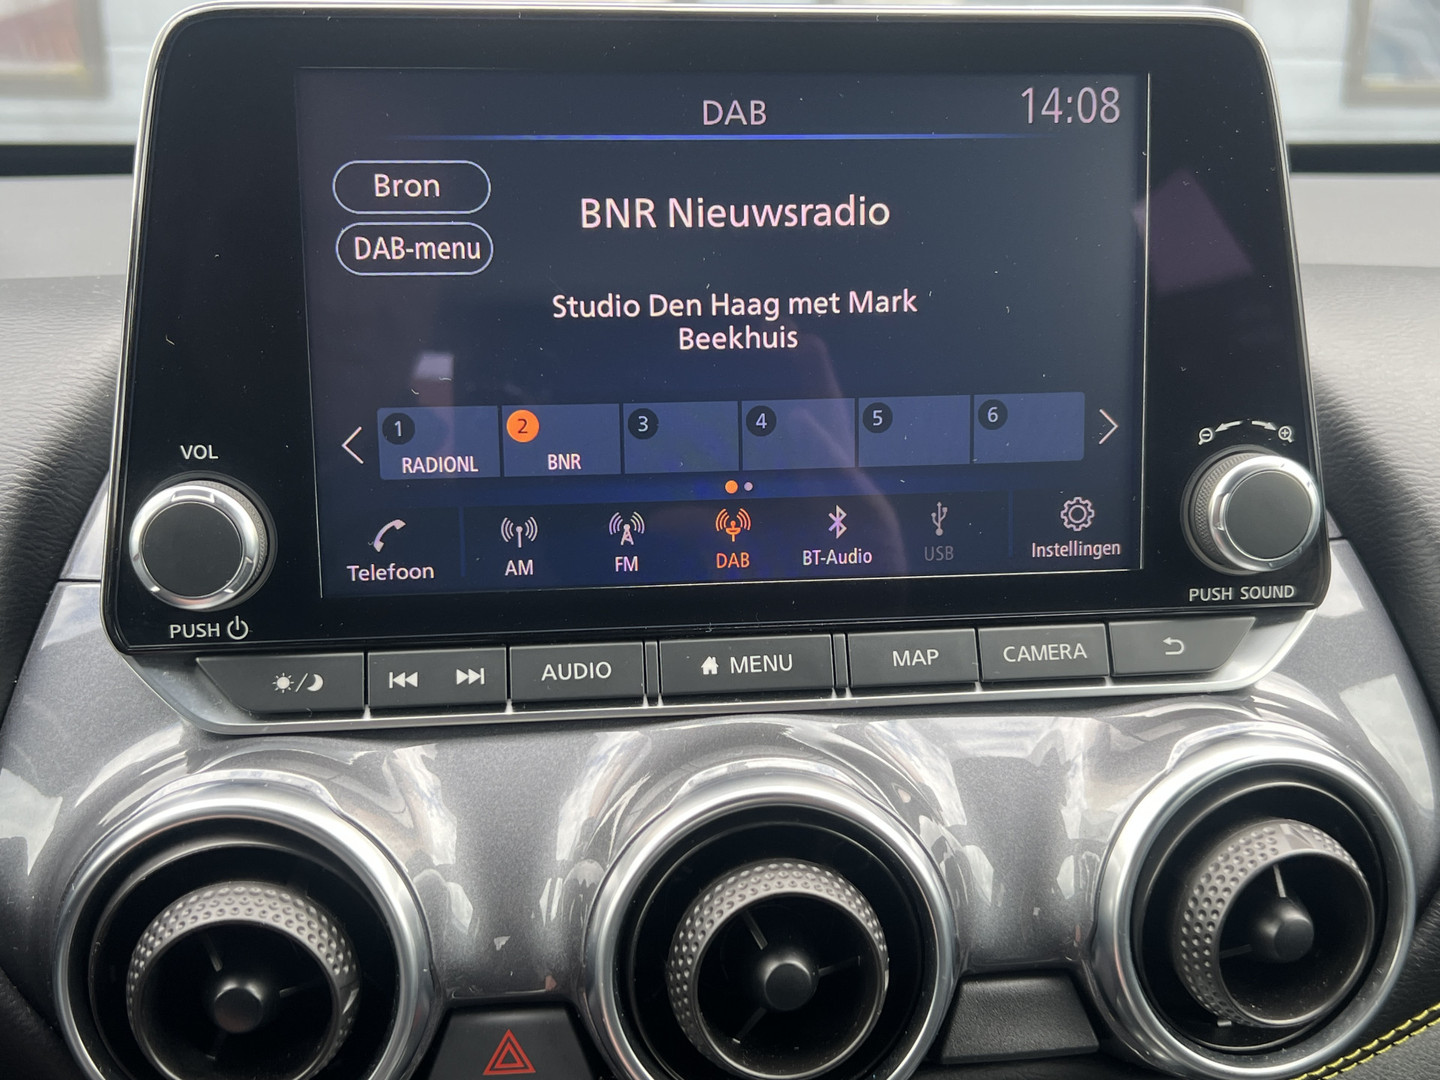 DAB
14:08
Bron
DAB-menu
BNR Nieuwsradio
Studio Den Haag met Mark
Beekhuis
1 2 3 4 5 6
RADIONL BNR
Telefoon AM FM DAB BT-Audio USB Instellingen
VOL
PUSH
PUSH SOUND
AUDIO MENU MAP CAMERA